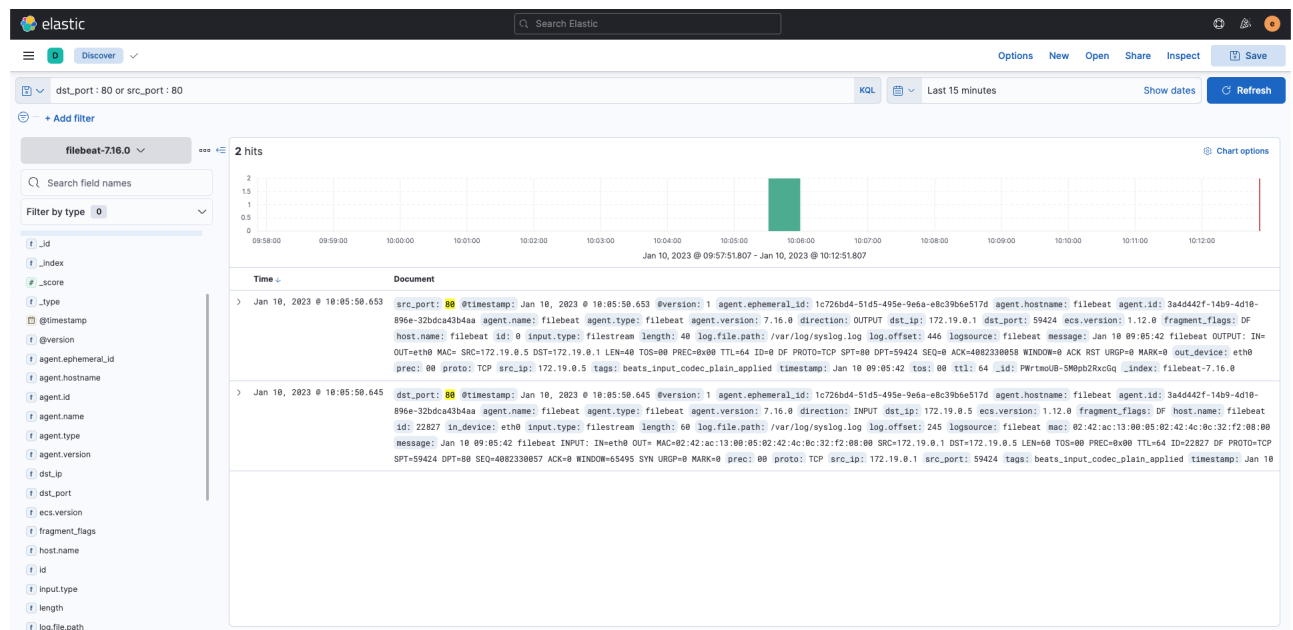 elastic
Search Elastic
e
D
Discover
Options New Open Share Inspect Save
dst_port : 80 or src_port : 80
KQL
Last 15 minutes
Show dates
Refresh
+ Add filter
filebeat-7.16.0
2 hits
Chart options
Search field names
Filter by type 0
t _id
t _index
# _score
t _type
@timestamp
t @version
t agent.ephemeral_id
t agent.hostname
t agent.id
t agent.name
t agent.type
t agent.version
t dst_ip
t dst_port
t ecs.version
t fragment_flags
t host.name
t id
t input.type
t length
t log.file.path
2
1.5
1
0.5
0
09:58:00 09:59:00 10:00:00 10:01:00 10:02:00 10:03:00 10:04:00 10:05:00 10:06:00 10:07:00 10:08:00 10:09:00 10:10:00 10:11:00 10:12:00
Jan 10, 2023 @ 09:57:51.807 - Jan 10, 2023 @ 10:12:51.807
Time Document
Jan 10, 2023 @ 10:05:50.653 src_port: 80 @timestamp: Jan 10, 2023 @ 10:05:50.653 @version: 1 agent.ephemeral_id: 1c726bd4-51d5-495e-9e6a-e8c39b6e517d agent.hostname: filebeat agent.id: 3a4d442f-14b9-4d10-
896e-32bdca43b4aa agent.name: filebeat agent.type: filebeat agent.version: 7.16.0 direction: OUTPUT dst_ip: 172.19.0.1 dst_port: 59424 ecs.version: 1.12.0 fragment_flags: DF
host.name: filebeat id: 0 input.type: filestream length: 40 log.file.path: /var/log/syslog.log log.offset: 446 logsource: filebeat message: Jan 10 09:05:42 filebeat OUTPUT: IN=
OUT=eth0 MAC= SRC=172.19.0.5 DST=172.19.0.1 LEN=40 TOS=00 PREC=0x00 TTL=64 ID=0 DF PROTO=TCP SPT=80 DPT=59424 SEQ=0 ACK=4082330058 WINDOW=0 ACK RST URGP=0 MARK=0 out_device: eth0
prec: 00 proto: TCP src_ip: 172.19.0.5 tags: beats_input_codec_plain_applied timestamp: Jan 10 09:05:42 tos: 00 ttl: 64 _id: PWrtmoUB-5M0pb2RxcGq _index: filebeat-7.16.0
Jan 10, 2023 @ 10:05:50.645 dst_port: 80 @timestamp: Jan 10, 2023 @ 10:05:50.645 @version: 1 agent.ephemeral_id: 1c726bd4-51d5-495e-9e6a-e8c39b6e517d agent.hostname: filebeat agent.id: 3a4d442f-14b9-4d10-
896e-32bdca43b4aa agent.name: filebeat agent.type: filebeat agent.version: 7.16.0 direction: INPUT dst_ip: 172.19.0.5 ecs.version: 1.12.0 fragment_flags: DF host.name: filebeat
id: 22827 in_device: eth0 input.type: filestream length: 60 log.file.path: /var/log/syslog.log log.offset: 245 logsource: filebeat mac: 02:42:ac:13:00:05:02:42:4c:0c:32:f2:08:00
message: Jan 10 09:05:42 filebeat INPUT: IN=eth0 OUT= MAC=02:42:ac:13:00:05:02:42:4c:0c:32:f2:08:00 SRC=172.19.0.1 DST=172.19.0.5 LEN=60 TOS=00 PREC=0x00 TTL=64 ID=22827 DF PROTO=TCP
SPT=59424 DPT=80 SEQ=4082330057 ACK=0 WINDOW=65495 SYN URGP=0 MARK=0 prec: 00 proto: TCP src_ip: 172.19.0.1 src_port: 59424 tags: beats_input_codec_plain_applied timestamp: Jan 10